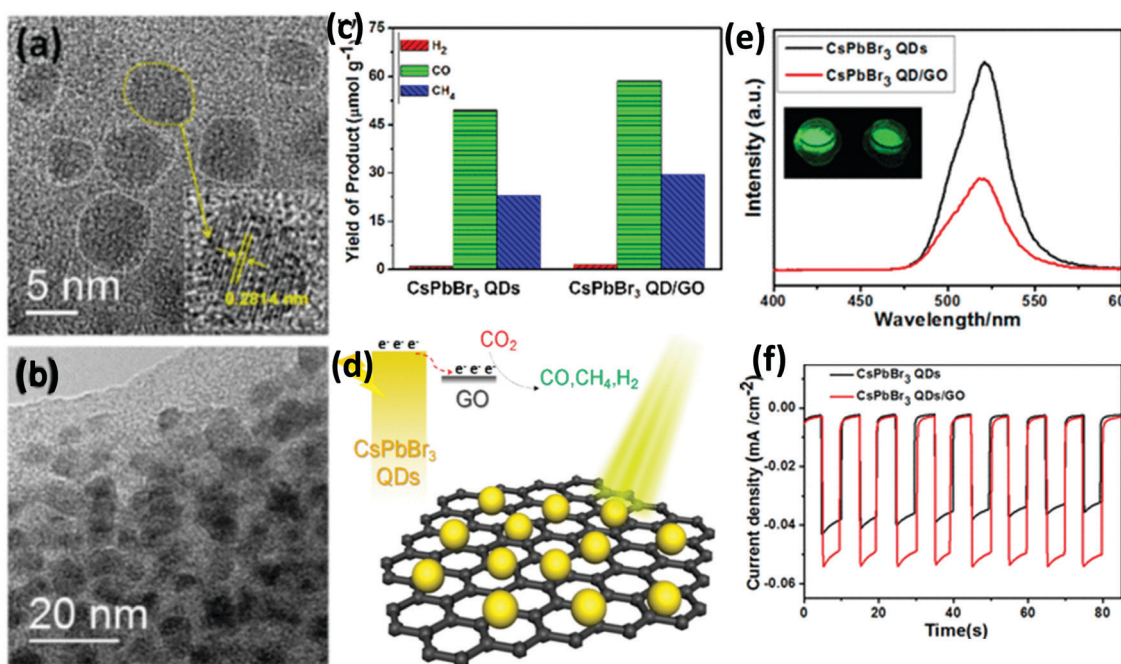 (a)
5 nm
0.2814 nm
(b)
20 nm
(c)
Yield of Product (μmol g⁻¹)
H₂
CO
CH₄
75
60
45
30
15
0
CsPbBr₃ QDs
CsPbBr₃ QD/GO
(d)
e⁻ e⁻ e⁻
e⁻ e⁻ e⁻
GO
CO₂
CO,CH₄,H₂
CsPbBr₃
QDs
(e)
CsPbBr₃ QDs
CsPbBr₃ QD/GO
Intensity (a.u.)
400
450
500
550
Wavelength/nm
(f)
CsPbBr₃ QDs
CsPbBr₃ QDs/GO
Current density (mA /cm⁻²)
0.00
-0.02
-0.04
-0.06
0
20
40
60
80
Time(s)